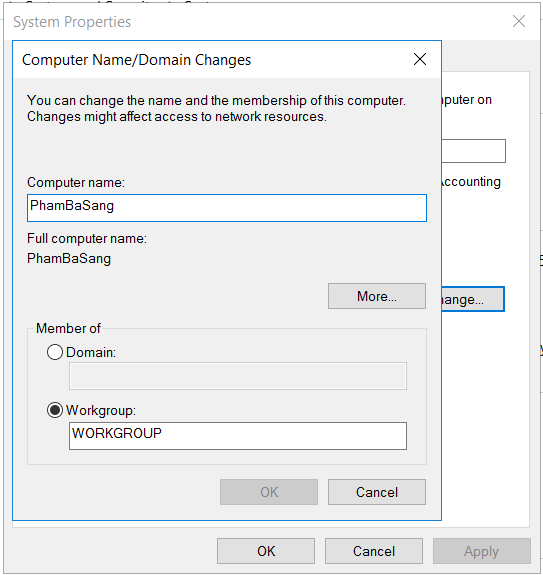 System Properties
Computer Name/Domain Changes
You can change the name and the membership of this computer.
Changes might affect access to network resources.
Computer name:
PhamBaSang
Full computer name:
PhamBaSang
More...
Member of
Domain:
Workgroup:
WORKGROUP
OK
Cancel
on
Accounting
OK
Cancel
Apply